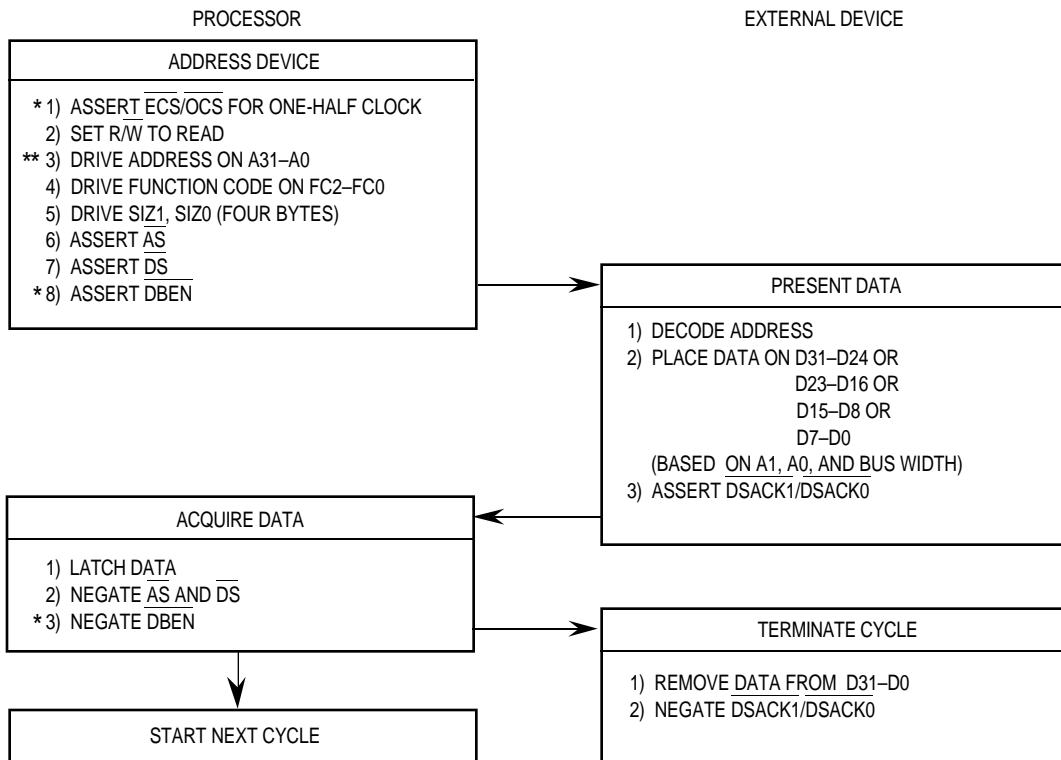 PROCESSOR
EXTERNAL DEVICE
ADDRESS DEVICE
* 1) ASSERT ECS/OCS FOR ONE-HALF CLOCK
2) SET R/W TO READ
** 3) DRIVE ADDRESS ON A31–A0
4) DRIVE FUNCTION CODE ON FC2–FC0
5) DRIVE SIZ1, SIZ0 (FOUR BYTES)
6) ASSERT AS
7) ASSERT DS
* 8) ASSERT DBEN
PRESENT DATA
1) DECODE ADDRESS
2) PLACE DATA ON D31–D24 OR
D23–D16 OR
D15–D8 OR
D7–D0
(BASED ON A1, A0, AND BUS WIDTH)
3) ASSERT DSACK1/DSACK0
ACQUIRE DATA
1) LATCH DATA
2) NEGATE AS AND DS
* 3) NEGATE DBEN
TERMINATE CYCLE
1) REMOVE DATA FROM D31–D0
2) NEGATE DSACK1/DSACK0
START NEXT CYCLE